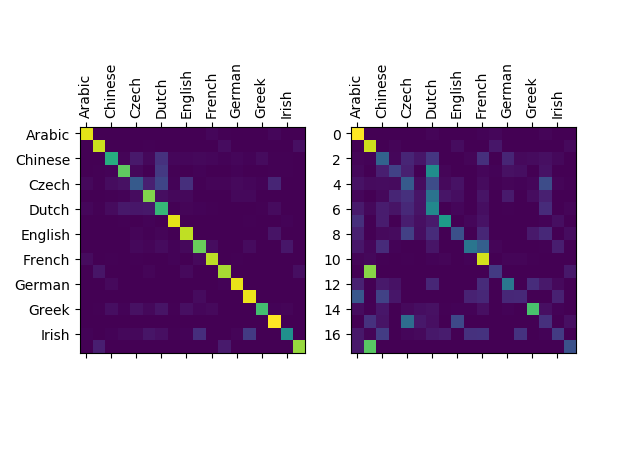 Arabic
Chinese
Czech
Dutch
English
French
German
Greek
Irish
Arabic
Chinese
Czech
Dutch
English
French
German
Greek
Irish
Arabic
Chinese
Czech
Dutch
English
French
German
Greek
Irish
0
2
4
6
8
10
12
14
16